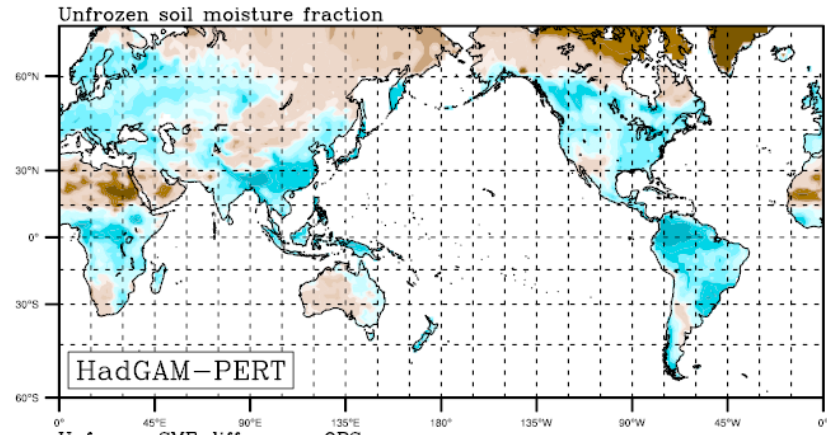 Unfrozen soil moisture fraction
60°N
30°N
0°
30°S
60°S
HadGAM-PERT
0° 45°E 90°E 135°E 180° 135°W 90°W 45°W 0°